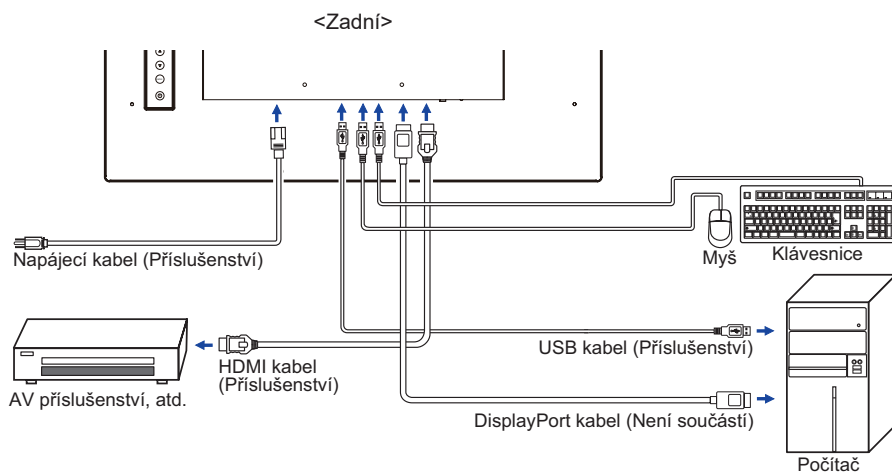 <Zadní>
Napájecí kabel (Příslušenství)
Myš
Klávesnice
HDMI kabel
(Příslušenství)
USB kabel (Příslušenství)
AV příslušenství, atd.
DisplayPort kabel (Není součástí)
Počítač